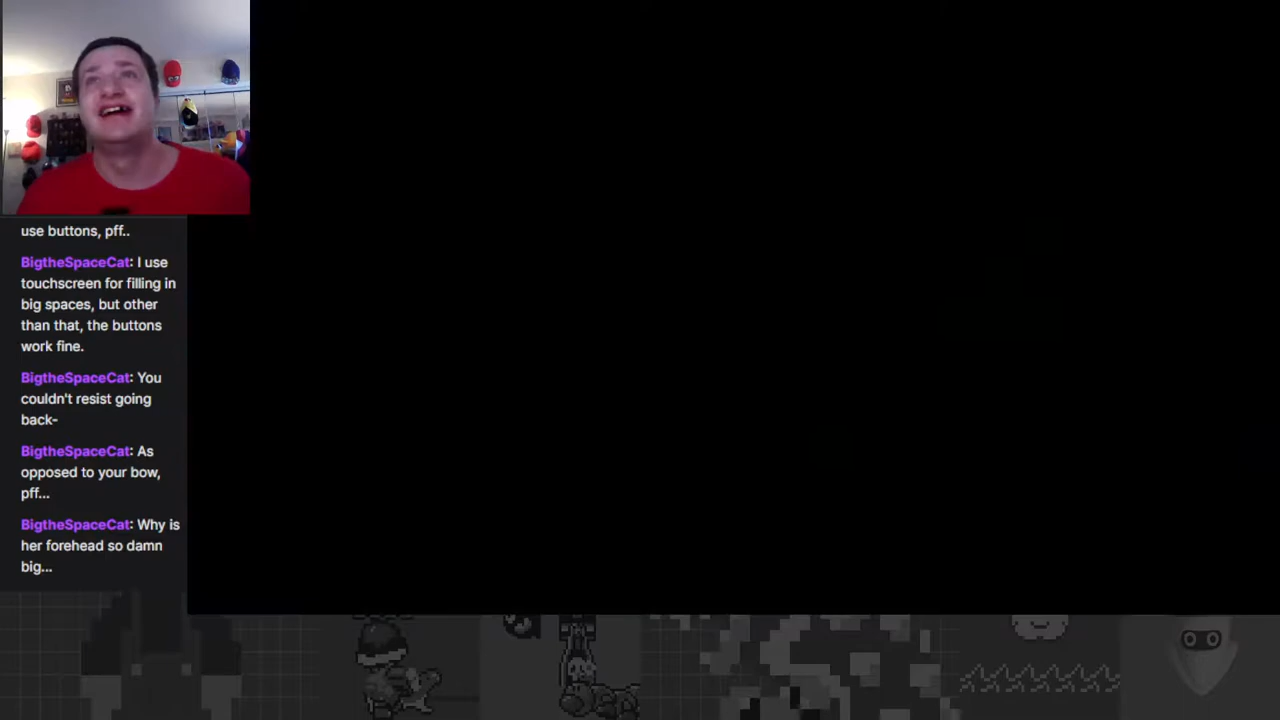 use buttons, pff..
BigtheSpaceCat: I use
touchscreen for filling in
big spaces, but other
than that, the buttons
work fine.
BigtheSpaceCat: You
couldn't resist going
back-
BigtheSpaceCat: As
opposed to your bow,
pff...
BigtheSpaceCat: Why is
her forehead so damn
big...